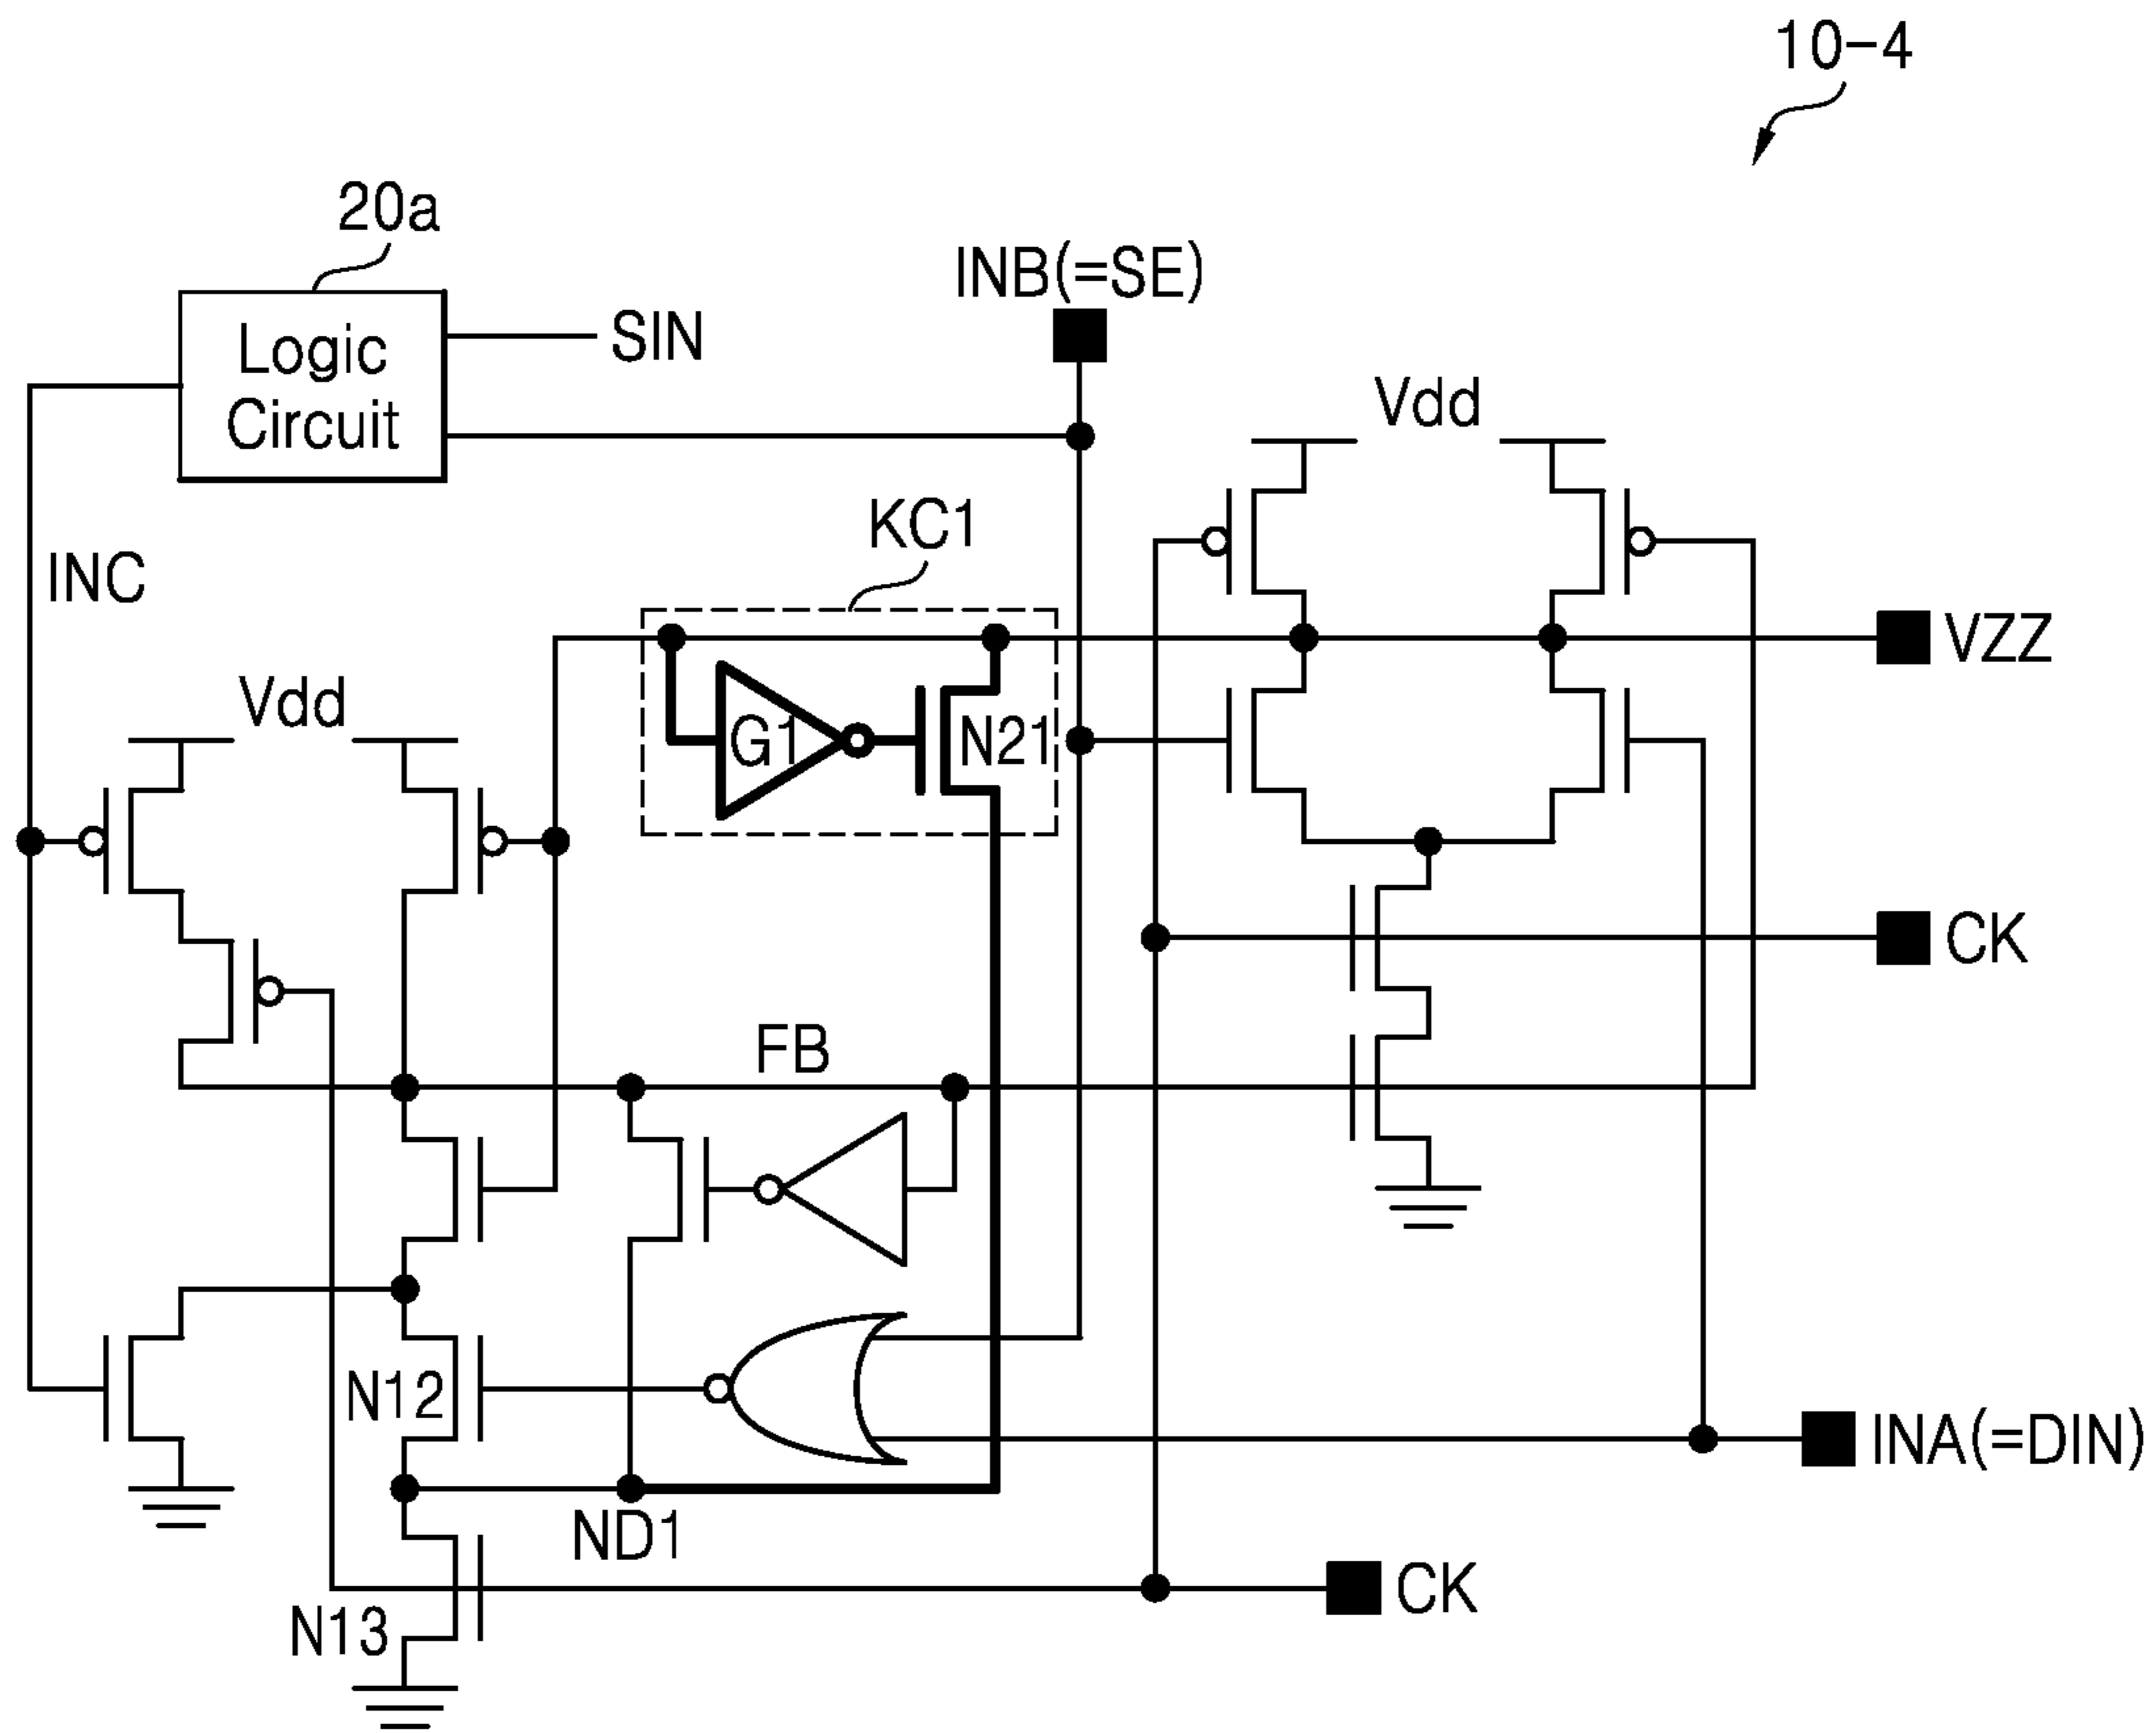 10-4
20a
INB(=SE)
SIN
Logic
Circuit
Vdd
KC1
INC
VZZ
Vdd
G1
N21
CK
FB
N12
INA(=DIN)
ND1
CK
N13